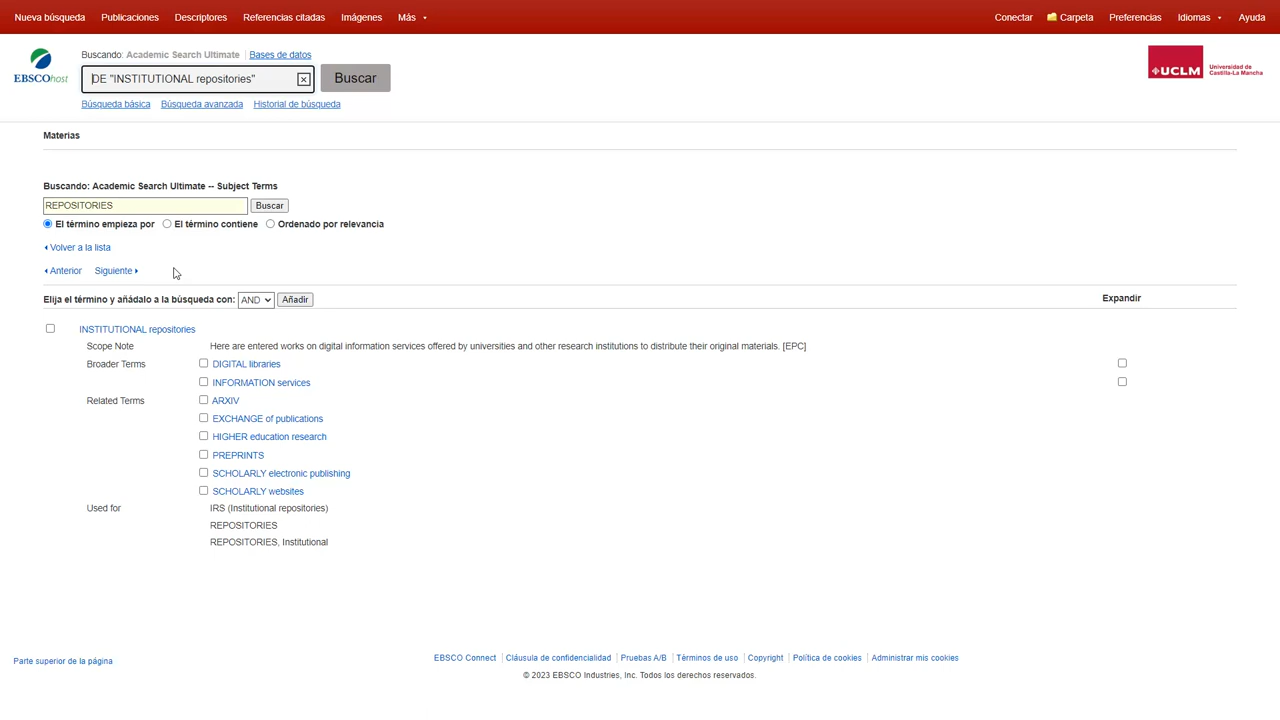 Nueva búsqueda Publicaciones Descriptores Referencias citadas Imágenes Más Conectar Carpeta Preferencias Idiomas Ayuda
Buscando: Academic Search Ultimate Bases de datos
EBSCOhost
DE "INSTITUTIONAL repositories" Buscar
UCLM Universidad de Castilla-La Mancha
Búsqueda básica Búsqueda avanzada Historial de búsqueda
Materias
Buscando: Academic Search Ultimate -- Subject Terms
REPOSITORIES Buscar
El término empieza por El término contiene Ordenado por relevancia
Volver a la lista
Anterior Siguiente
Elija el término y añádalo a la búsqueda con: AND Añadir Expandir
INSTITUTIONAL repositories
Scope Note Here are entered works on digital information services offered by universities and other research institutions to distribute their original materials. [EPC]
Broader Terms DIGITAL libraries
INFORMATION services
Related Terms ARXIV
EXCHANGE of publications
HIGHER education research
PREPRINTS
SCHOLARLY electronic publishing
SCHOLARLY websites
Used for IRS (Institutional repositories)
REPOSITORIES
REPOSITORIES, Institutional
Parte superior de la página EBSCO Connect Cláusula de confidencialidad Pruebas A/B Términos de uso Copyright Política de cookies Administrar mis cookies
© 2023 EBSCO Industries, Inc. Todos los derechos reservados.